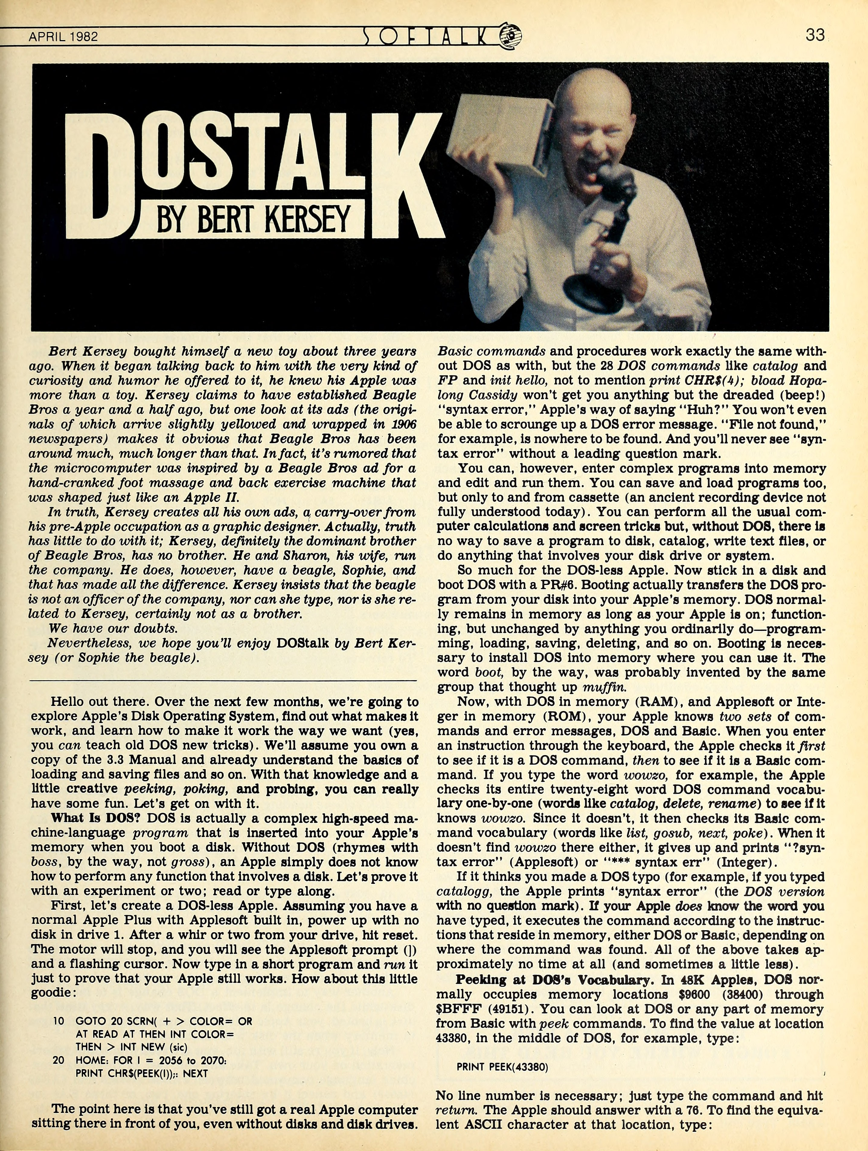 APRIL 1982
SOFTALK
33
DOSTALK
BY BERT KERSEY
Bert Kersey bought himself a new toy about three years
ago. When it began talking back to him with the very kind of
curiosity and humor he offered to it, he knew his Apple was
more than a toy. Kersey claims to have established Beagle
Bros a year and a half ago, but one look at its ads (the origi-
nals of which arrive slightly yellowed and wrapped in 1906
newspapers) makes it obvious that Beagle Bros has been
around much, much longer than that. In fact, it's rumored that
the microcomputer was inspired by a Beagle Bros ad for a
hand-cranked foot massage and back exercise machine that
was shaped just like an Apple II.
In truth, Kersey creates all his own ads, a carry-over from
his pre-Apple occupation as a graphic designer. Actually, truth
has little to do with it; Kersey, definitely the dominant brother
of Beagle Bros, has no brother. He and Sharon, his wife, run
the company. He does, however, have a beagle, Sophie, and
that has made all the difference. Kersey insists that the beagle
is not an officer of the company, nor can she type, nor is she re-
lated to Kersey, certainly not as a brother.
We have our doubts.
Nevertheless, we hope you'll enjoy DOStalk by Bert Ker-
sey (or Sophie the beagle).
Hello out there. Over the next few months, we're going to
explore Apple's Disk Operating System, find out what makes it
work, and learn how to make it work the way we want (yes,
you can teach old DOS new tricks). We'll assume you own a
copy of the 3.3 Manual and already understand the basics of
loading and saving files and so on. With that knowledge and a
little creative peeking, poking, and probing, you can really
have some fun. Let's get on with it.
What Is DOS? DOS is actually a complex high-speed ma-
chine-language program that is inserted into your Apple's
memory when you boot a disk. Without DOS (rhymes with
boss, by the way, not gross), an Apple simply does not know
how to perform any function that involves a disk. Let's prove it
with an experiment or two; read or type along.
First, let's create a DOS-less Apple. Assuming you have a
normal Apple Plus with Applesoft built in, power up with no
disk in drive 1. After a whir or two from your drive, hit reset.
The motor will stop, and you will see the Applesoft prompt (])
and a flashing cursor. Now type in a short program and run it
just to prove that your Apple still works. How about this little
goodie:
10 GOTO 20 SCRN( + > COLOR= OR
AT READ AT THEN INT COLOR=
THEN > INT NEW (sic)
20 HOME: FOR I = 2056 to 2070:
PRINT CHR$(PEEK(I));: NEXT
The point here is that you've still got a real Apple computer
sitting there in front of you, even without disks and disk drives.
Basic commands and procedures work exactly the same with-
out DOS as with, but the 28 DOS commands like catalog and
FP and init hello, not to mention print CHR$(4); bload Hopa-
long Cassidy won't get you anything but the dreaded (beep!)
"syntax error," Apple's way of saying "Huh?" You won't even
be able to scrounge up a DOS error message. "File not found,"
for example, is nowhere to be found. And you'll never see "syn-
tax error" without a leading question mark.
You can, however, enter complex programs into memory
and edit and run them. You can save and load programs too,
but only to and from cassette (an ancient recording device not
fully understood today). You can perform all the usual com-
puter calculations and screen tricks but, without DOS, there is
no way to save a program to disk, catalog, write text files, or
do anything that involves your disk drive or system.
So much for the DOS-less Apple. Now stick in a disk and
boot DOS with a PR#6. Booting actually transfers the DOS pro-
gram from your disk into your Apple's memory. DOS normal-
ly remains in memory as long as your Apple is on; function-
ing, but unchanged by anything you ordinarily do—program-
ming, loading, saving, deleting, and so on. Booting is neces-
sary to install DOS into memory where you can use it. The
word boot, by the way, was probably invented by the same
group that thought up muffin.
Now, with DOS in memory (RAM), and Applesoft or Inte-
ger in memory (ROM), your Apple knows two sets of com-
mands and error messages, DOS and Basic. When you enter
an instruction through the keyboard, the Apple checks it first
to see if it is a DOS command, then to see if it is a Basic com-
mand. If you type the word wowzo, for example, the Apple
checks its entire twenty-eight word DOS command vocabu-
lary one-by-one (words like catalog, delete, rename) to see if it
knows wowzo. Since it doesn't, it then checks its Basic com-
mand vocabulary (words like list, gosub, next, poke). When it
doesn't find wowzo there either, it gives up and prints "?syn-
tax error" (Applesoft) or "*** syntax err" (Integer).
If it thinks you made a DOS typo (for example, if you typed
catalogg, the Apple prints "syntax error" (the DOS version
with no question mark). If your Apple does know the word you
have typed, it executes the command according to the instruc-
tions that reside in memory, either DOS or Basic, depending on
where the command was found. All of the above takes ap-
proximately no time at all (and sometimes a little less).
Peeking at DOS's Vocabulary. In 48K Apples, DOS nor-
mally occupies memory locations $9600 (38400) through
$BFFF (49151). You can look at DOS or any part of memory
from Basic with peek commands. To find the value at location
43380, in the middle of DOS, for example, type:
PRINT PEEK(43380)
No line number is necessary; just type the command and hit
return. The Apple should answer with a 76. To find the equiva-
lent ASCII character at that location, type: